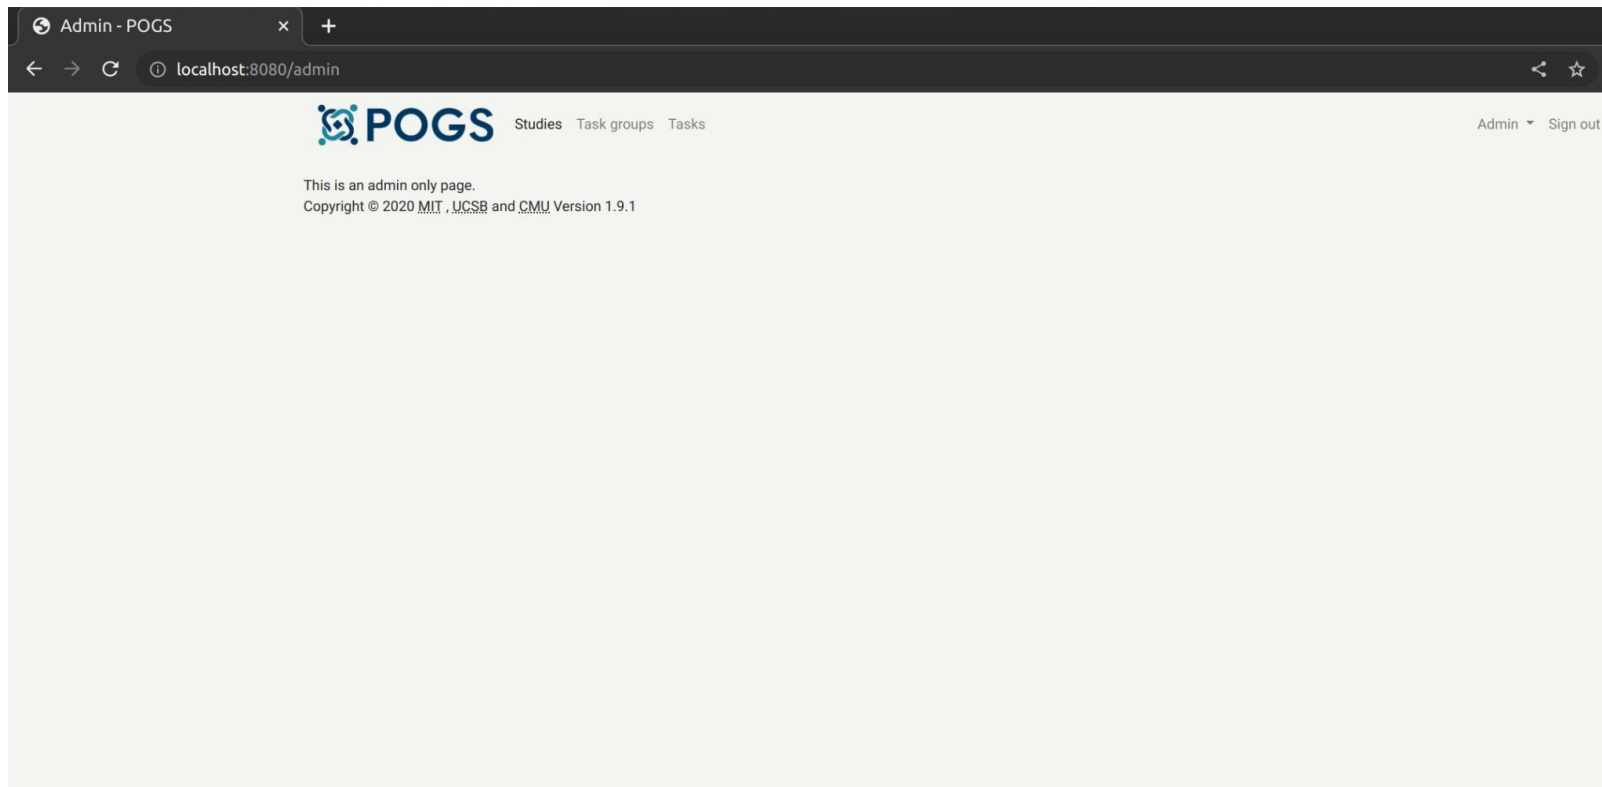 Admin - POGS
localhost:8080/admin
POGS Studies Task groups Tasks Admin Sign out
This is an admin only page.
Copyright © 2020 MIT , UCSB and CMU Version 1.9.1